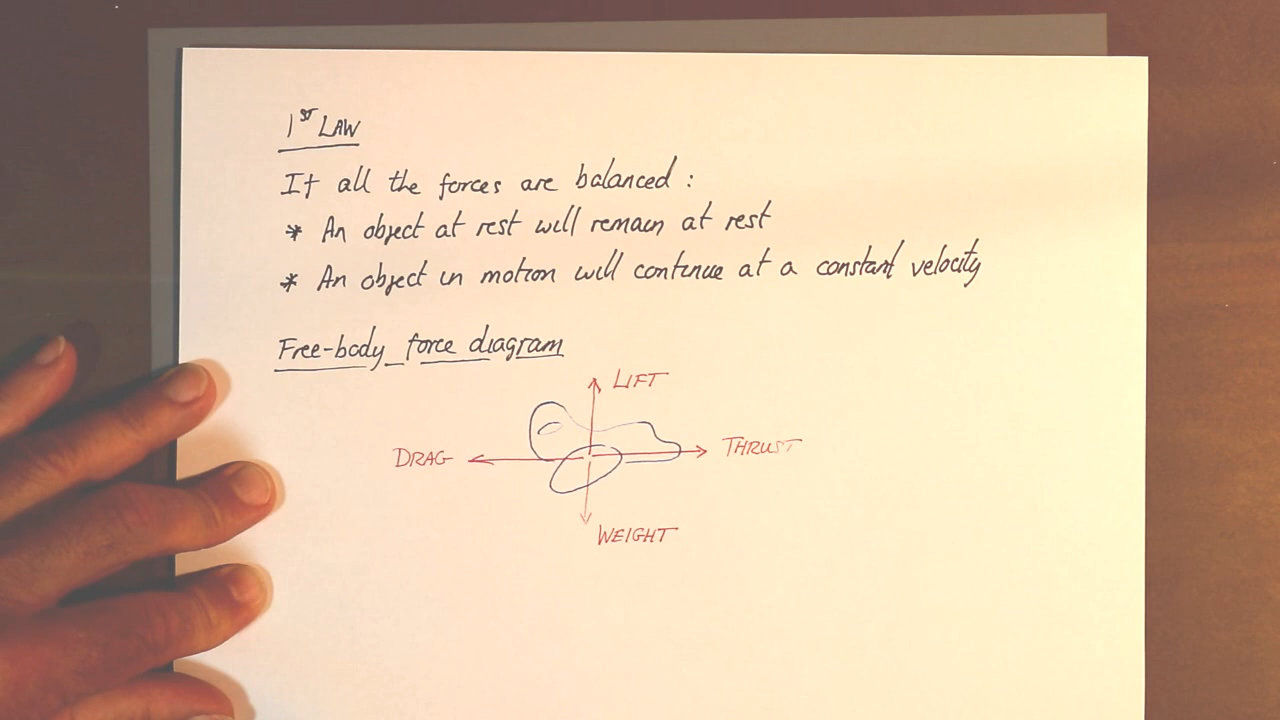 1ST LAW
If all the forces are balanced :
* An object at rest will remain at rest
* An object in motion will continue at a constant velocity
Free-body force diagram
LIFT
DRAG THRUST
WEIGHT